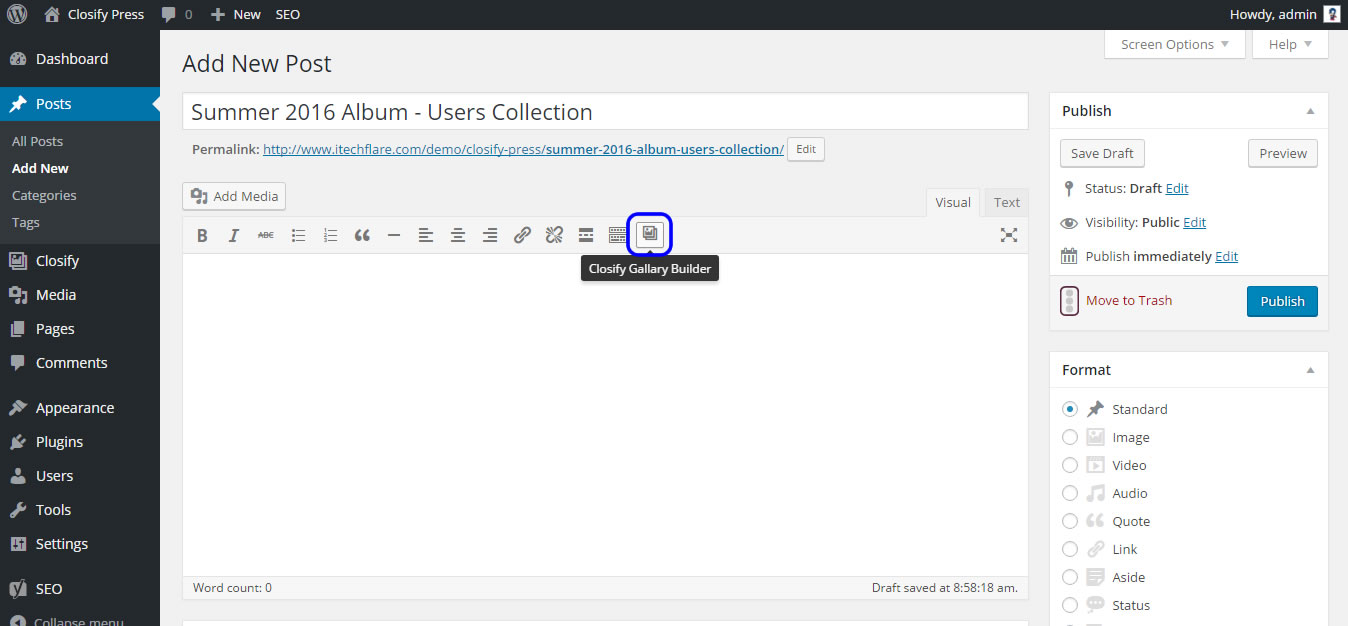 Closify Press 0 New SEO Howdy, admin
Screen Options Help
Dashboard
Posts
All Posts
Add New
Categories
Tags
Closify
Media
Pages
Comments
Appearance
Plugins
Users
Tools
Settings
SEO
Collapse menu
Add New Post
Summer 2016 Album - Users Collection
Permalink: http://www.itechflare.com/demo/closify-press/summer-2016-album-users-collection/ Edit
Add Media
Visual Text
B I ABC
Closify Gallary Builder
Word count: 0 Draft saved at 8:58:18 am.
Publish
Save Draft Preview
Status: Draft Edit
Visibility: Public Edit
Publish immediately Edit
Move to Trash Publish
Format
Standard
Image
Video
Audio
Quote
Link
Aside
Status